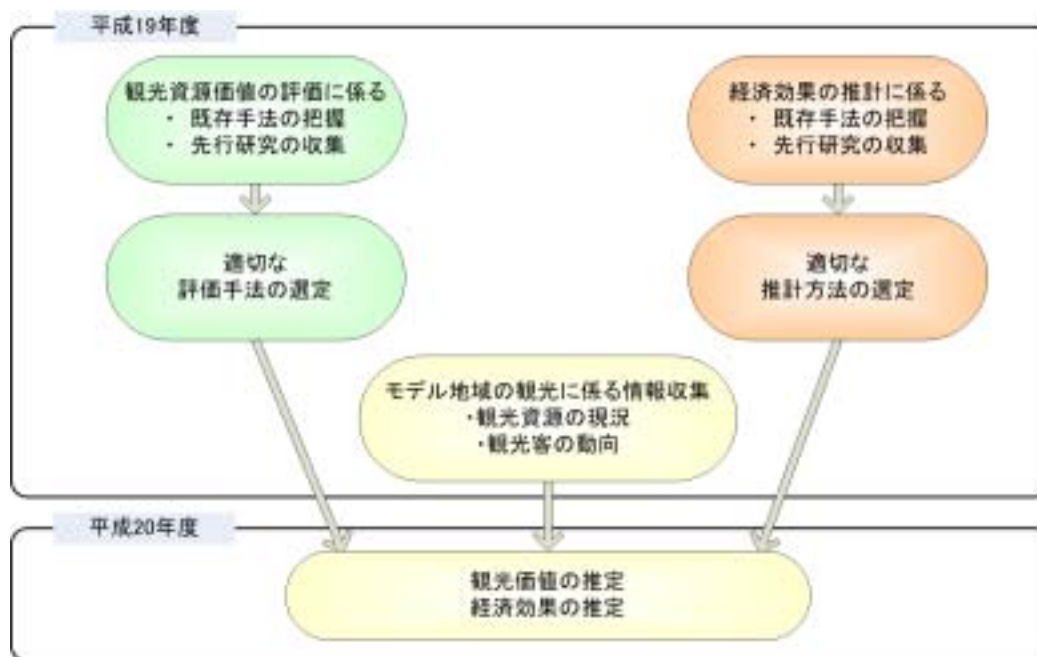 平成19年度
観光資源価値の評価に係る
・ 既存手法の把握
・ 先行研究の収集
経済効果の推計に係る
・ 既存手法の把握
・ 先行研究の収集
適切な
評価手法の選定
適切な
推計方法の選定
モデル地域の観光に係る情報収集
・観光資源の現況
・観光客の動向
平成20年度
観光価値の推定
経済効果の推定